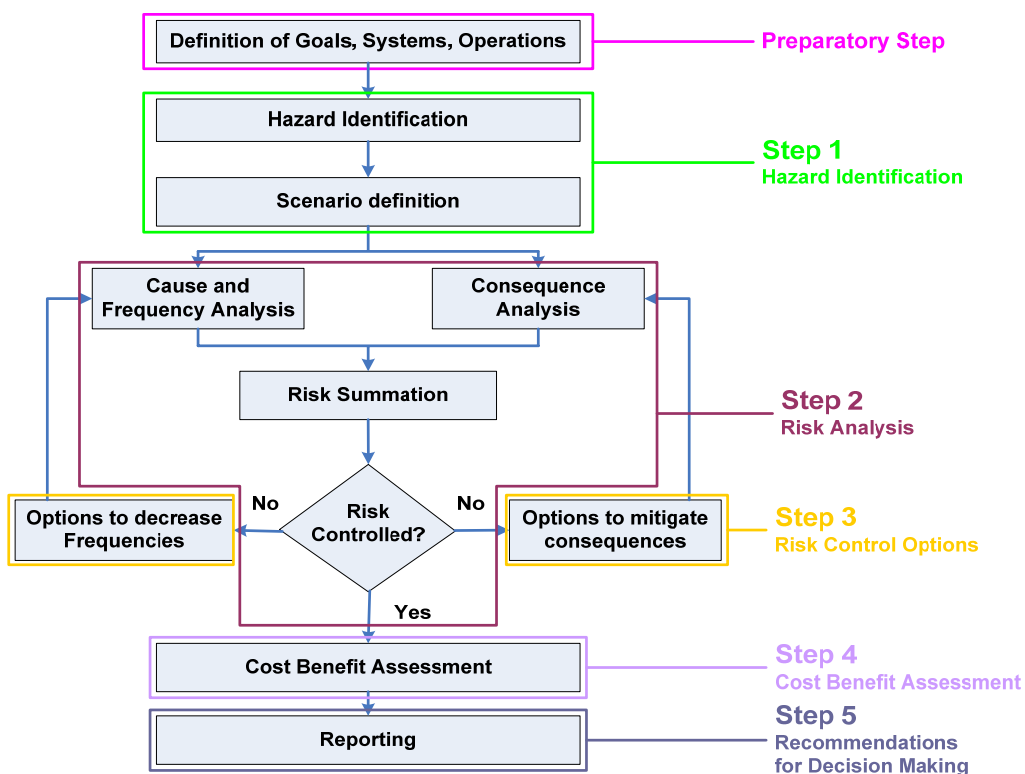 Definition of Goals, Systems, Operations
Preparatory Step
Hazard Identification
Scenario definition
Step 1
Hazard Identification
Cause and
Frequency Analysis
Consequence
Analysis
Risk Summation
Step 2
Risk Analysis
No
Risk
Controlled?
No
Options to decrease
Frequencies
Options to mitigate
consequences
Step 3
Risk Control Options
Yes
Cost Benefit Assessment
Step 4
Cost Benefit Assessment
Reporting
Step 5
Recommendations
for Decision Making